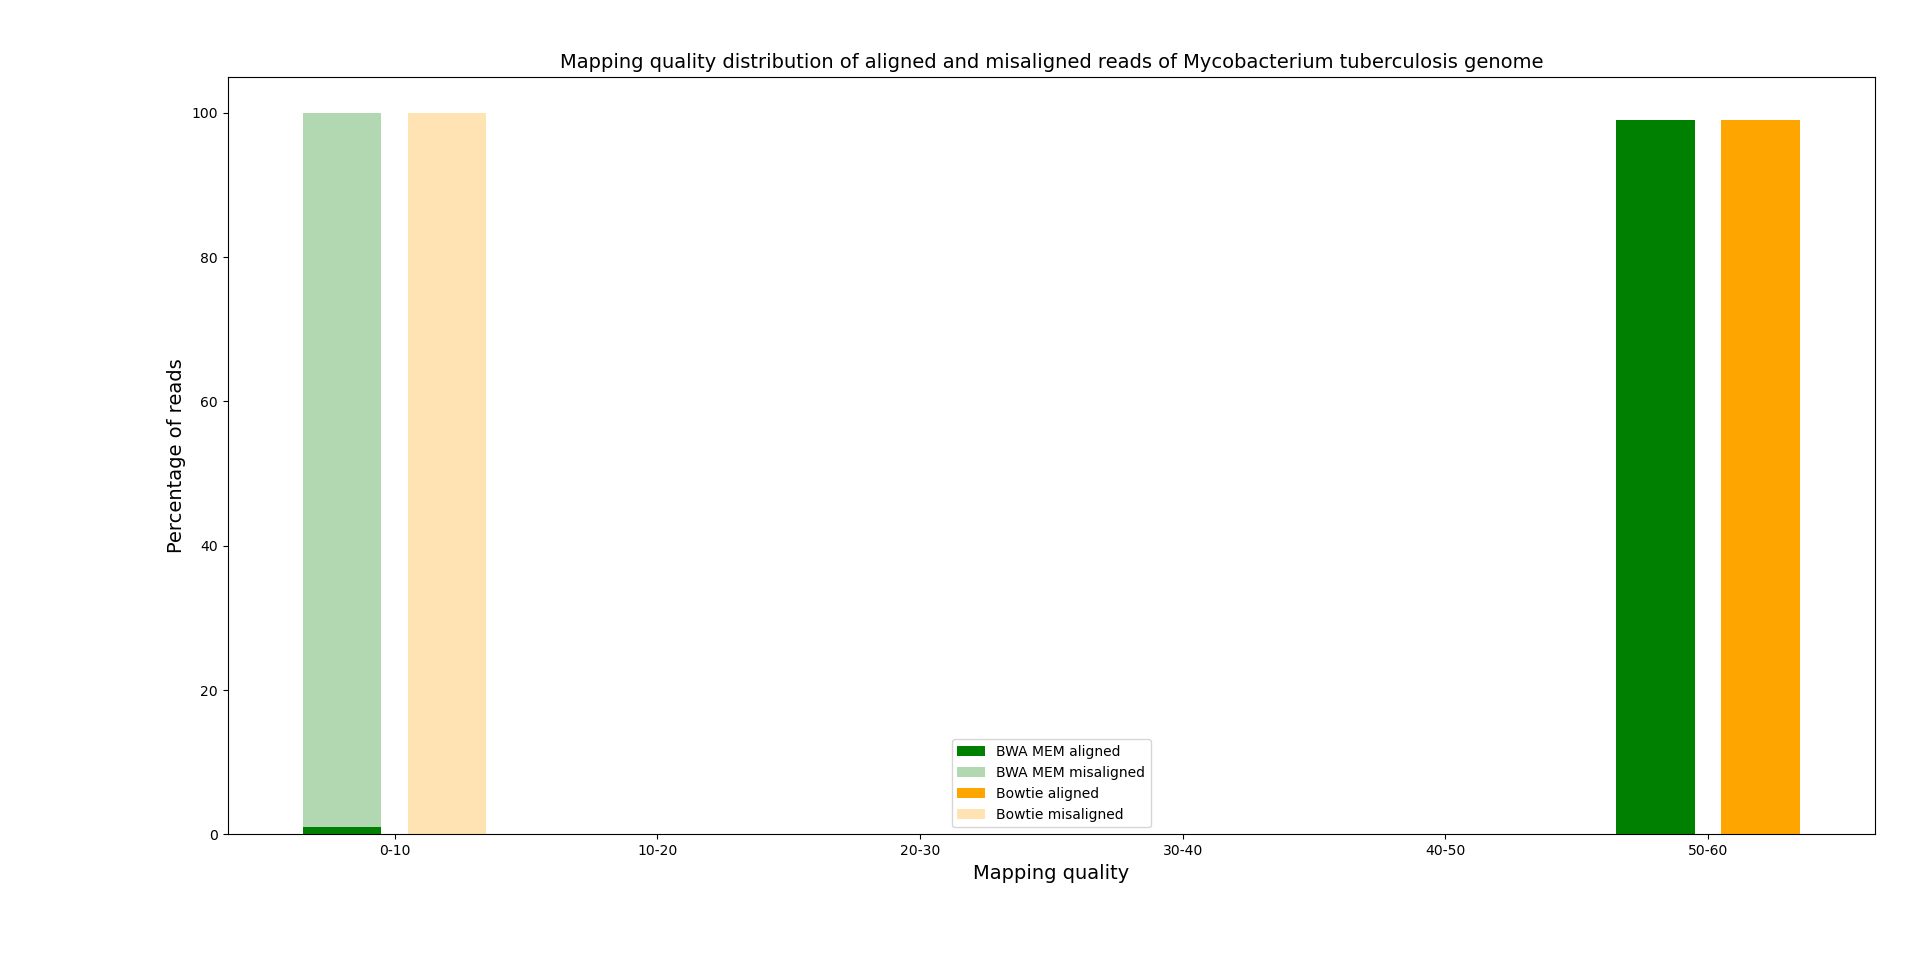 Mapping quality distribution of aligned and misaligned reads of Mycobacterium tuberculosis genome
Percentage of reads
100
80
60
40
20
0
BWA MEM aligned
BWA MEM misaligned
Bowtie aligned
Bowtie misaligned
0-10 10-20 20-30 30-40 40-50 50-60
Mapping quality